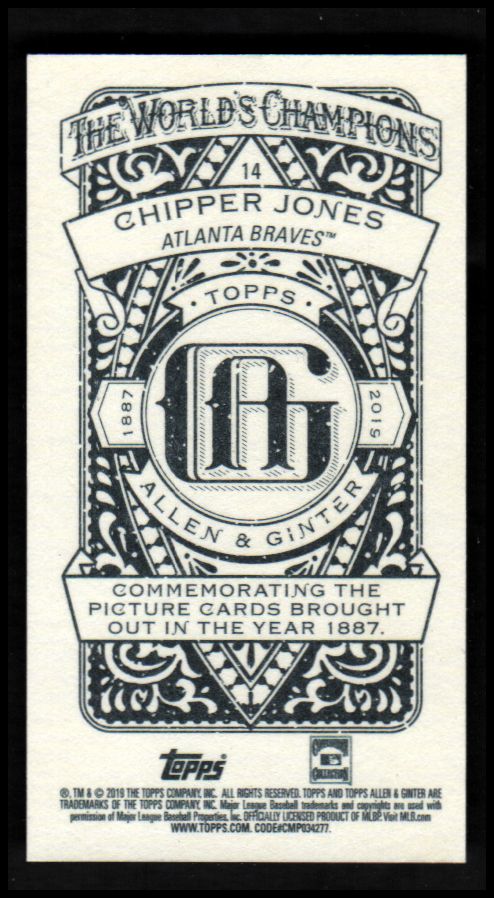 THE WORLD'S CHAMPIONS
14
CHIPPER JONES
ATLANTA BRAVES™
· TOPPS ·
AG
1887
2019
ALLEN & GINTER
COMMEMORATING THE
PICTURE CARDS BROUGHT
OUT IN THE YEAR 1887.
topps
®, TM & © 2019 THE TOPPS COMPANY, INC. ALL RIGHTS RESERVED. TOPPS AND TOPPS ALLEN & GINTER ARE
TRADEMARKS OF THE TOPPS COMPANY, INC. Major League Baseball trademarks and copyrights are used with
permission of Major League Baseball Properties, Inc. OFFICIALLY LICENSED PRODUCT OF MLBP. Visit MLB.com
WWW.TOPPS.COM. CODE#CMP034277.